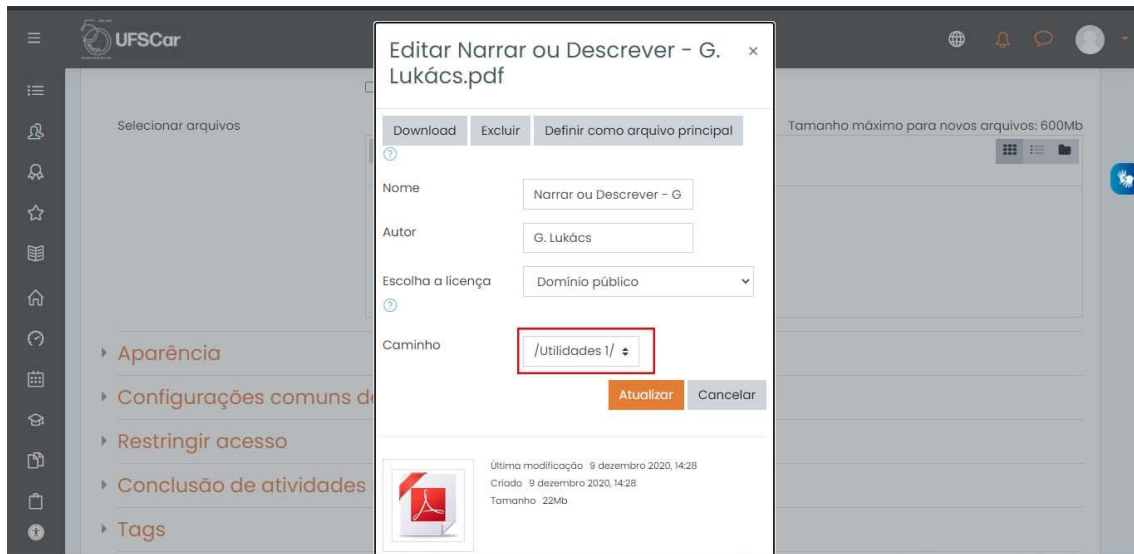 UFSCar
Editar Narrar ou Descrever - G. Lukács.pdf
×
Selecionar arquivos
Tamanho máximo para novos arquivos: 600Mb
Download Excluir Definir como arquivo principal
Nome
Narrar ou Descrever - G
Autor
G. Lukács
Escolha a licença
Domínio público
Caminho
/Utilidades 1/
Atualizar Cancelar
Aparência
Configurações comuns d
Restringir acesso
Conclusão de atividades
Tags
Última modificação 9 dezembro 2020, 14:28
Criado 9 dezembro 2020, 14:28
Tamanho 22Mb